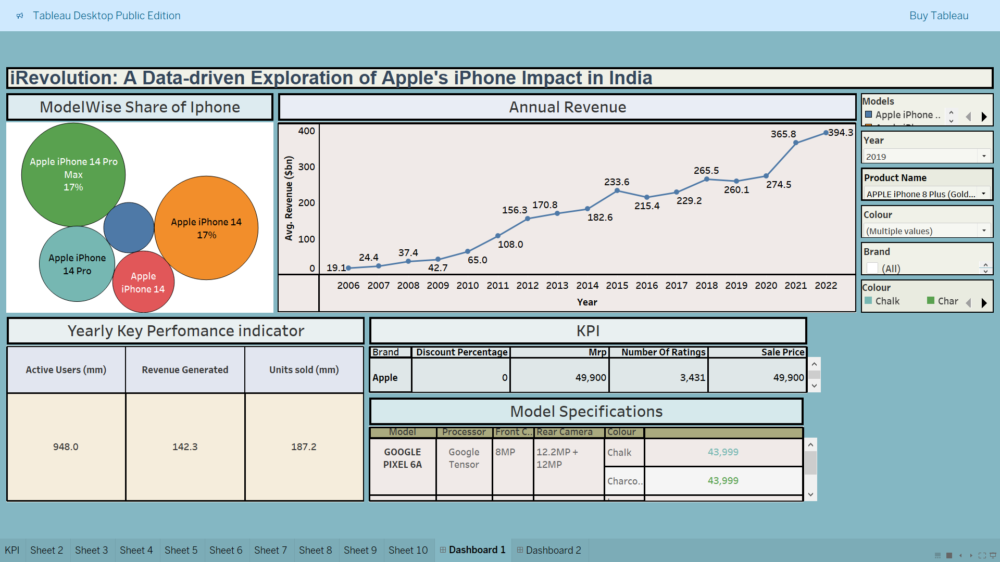 Tableau Desktop Public Edition
Buy Tableau
iRevolution: A Data-driven Exploration of Apple's iPhone Impact in India
ModelWise Share of Iphone
Apple iPhone 14 Pro
Max
17%
Apple iPhone 14
17%
Apple iPhone
14 Pro
Apple
iPhone 14
Annual Revenue
Avg. Revenue ($bn)
400
300
200
100
0
19.1
24.4
37.4
42.7
65.0
108.0
156.3
170.8
182.6
233.6
215.4
229.2
265.5
260.1
274.5
365.8
394.3
2006 2007 2008 2009 2010 2011 2012 2013 2014 2015 2016 2017 2018 2019 2020 2021 2022
Year
Models
Apple iPhone ..
Year
2019
Product Name
APPLE iPhone 8 Plus (Gold...
Colour
(Multiple values)
Brand
(All)
Colour
Chalk
Char
Yearly Key Perfomance indicator
Active Users (mm) Revenue Generated Units sold (mm)
948.0 142.3 187.2
KPI
Brand Discount Percentage Mrp Number Of Ratings Sale Price
Apple 0 49,900 3,431 49,900
Model Specifications
Model Processor Front C.. Rear Camera Colour
GOOGLE
PIXEL 6A
Google
Tensor
8MP
12.2MP +
12MP
Chalk 43,999
Charco.. 43,999
KPI Sheet 2 Sheet 3 Sheet 4 Sheet 5 Sheet 6 Sheet 7 Sheet 8 Sheet 9 Sheet 10 Dashboard 1 Dashboard 2